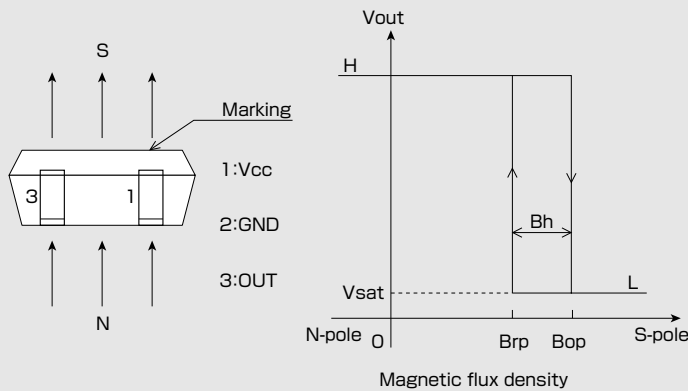 S
Marking
3
1
1:Vcc
2:GND
3:OUT
N
Vout
H
Bh
Vsat
L
N-pole
0
Brp
Bop
S-pole
Magnetic flux density